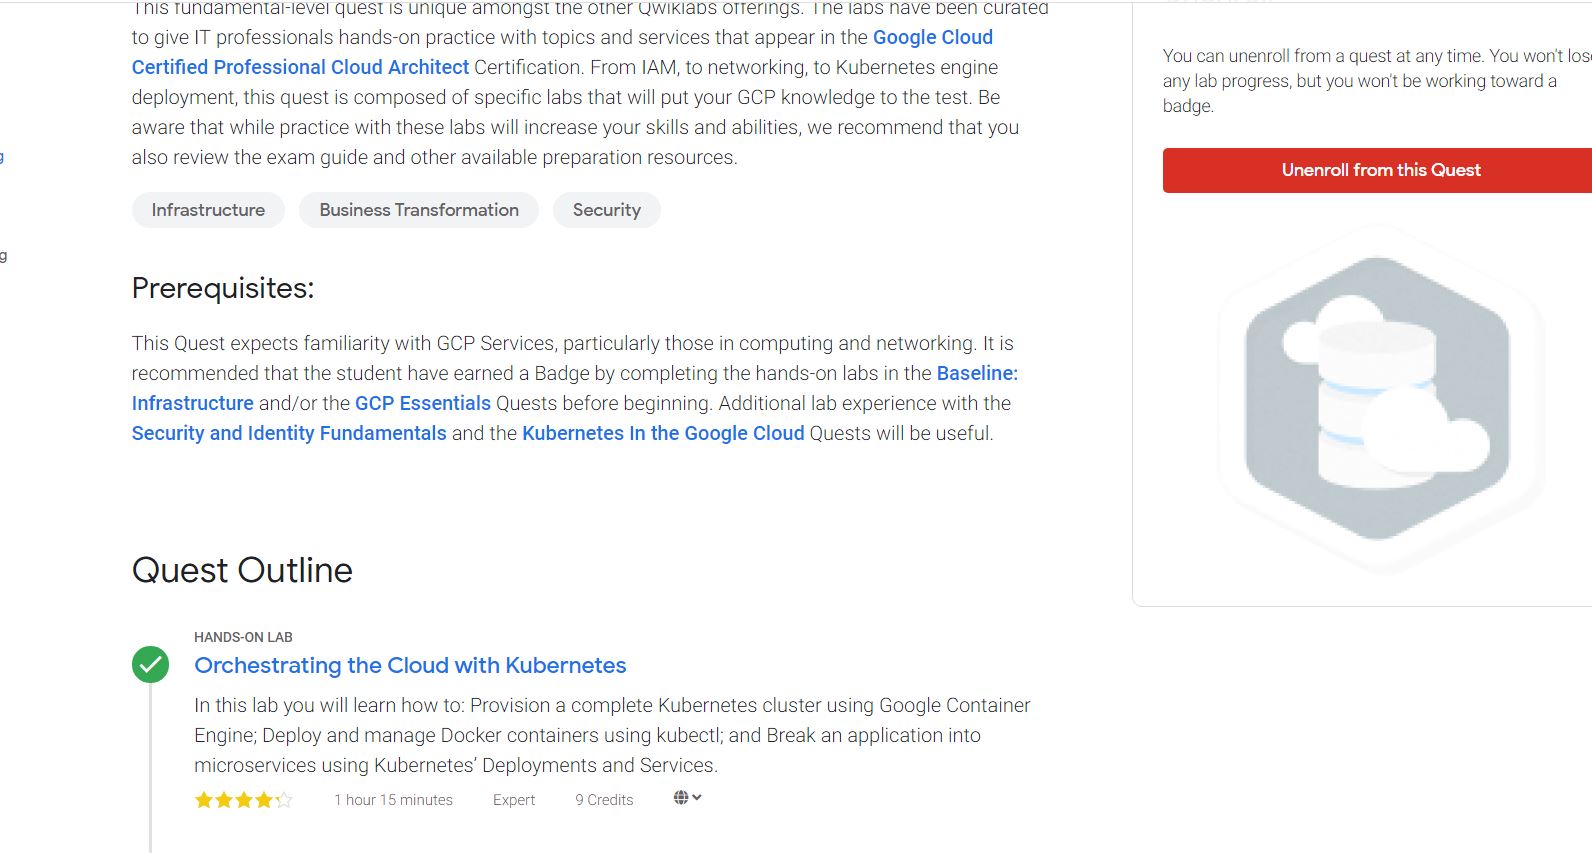 This fundamental-level quest is unique amongst the other Qwiklabs offerings. The labs have been curated
to give IT professionals hands-on practice with topics and services that appear in the Google Cloud
Certified Professional Cloud Architect Certification. From IAM, to networking, to Kubernetes engine
deployment, this quest is composed of specific labs that will put your GCP knowledge to the test. Be
aware that while practice with these labs will increase your skills and abilities, we recommend that you
also review the exam guide and other available preparation resources.
Infrastructure
Business Transformation
Security
Prerequisites:
This Quest expects familiarity with GCP Services, particularly those in computing and networking. It is
recommended that the student have earned a Badge by completing the hands-on labs in the Baseline:
Infrastructure and/or the GCP Essentials Quests before beginning. Additional lab experience with the
Security and Identity Fundamentals and the Kubernetes In the Google Cloud Quests will be useful.
Quest Outline
HANDS-ON LAB
Orchestrating the Cloud with Kubernetes
In this lab you will learn how to: Provision a complete Kubernetes cluster using Google Container
Engine; Deploy and manage Docker containers using kubectl; and Break an application into
microservices using Kubernetes’ Deployments and Services.
1 hour 15 minutes
Expert
9 Credits
You can unenroll from a quest at any time. You won't lose
any lab progress, but you won't be working toward a
badge.
Unenroll from this Quest
g
g